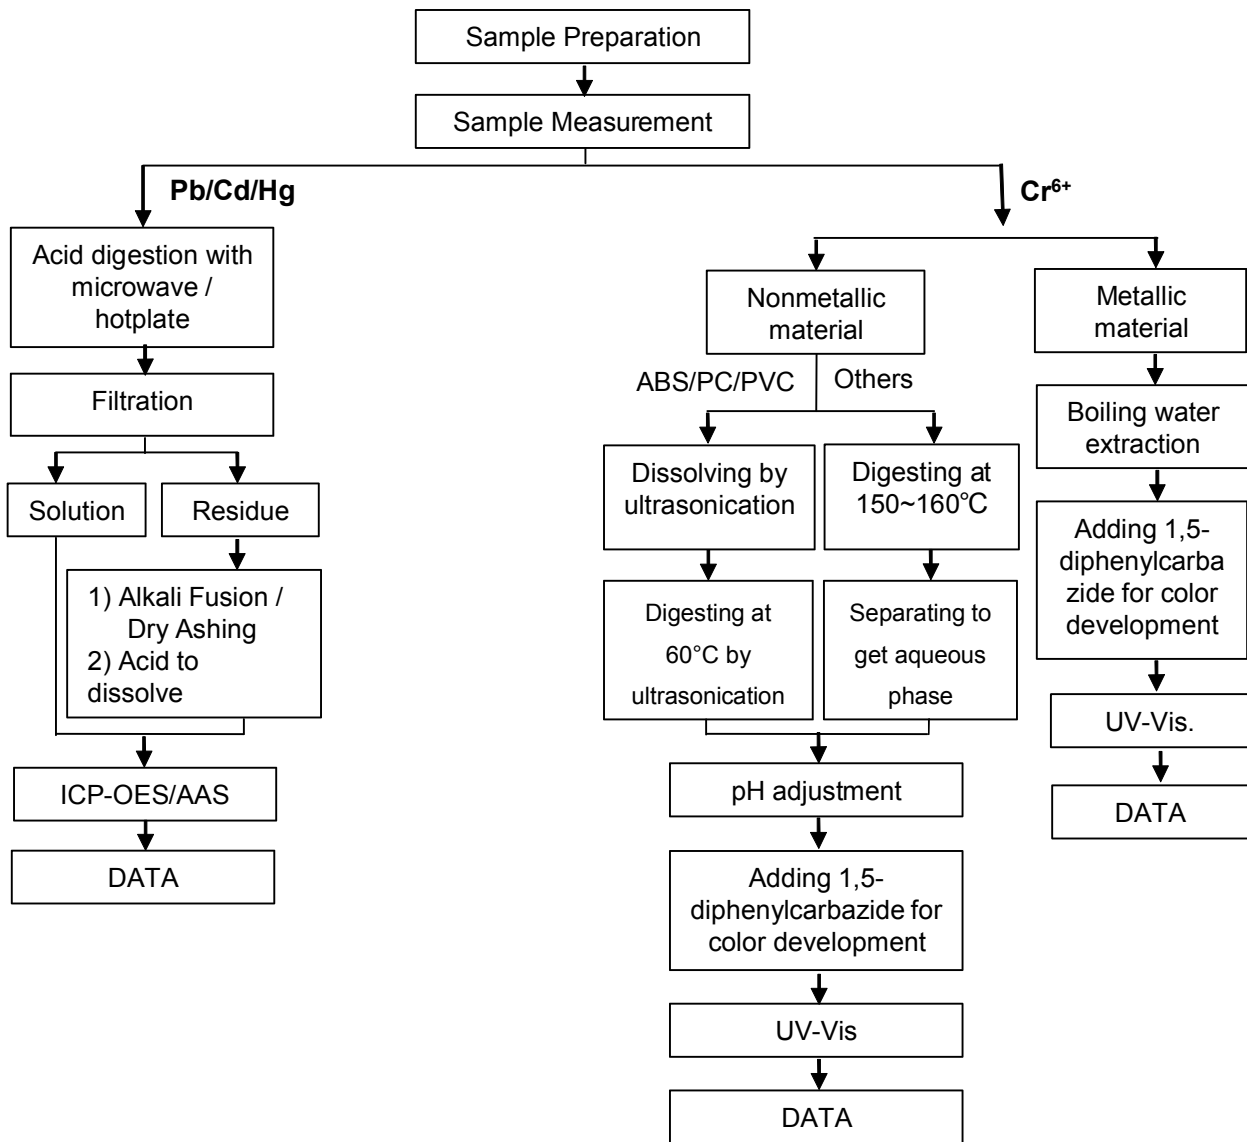 Sample Preparation
Sample Measurement
Pb/Cd/Hg
Cr⁶⁺
Acid digestion with
microwave /
hotplate
Filtration
Solution
Residue
1) Alkali Fusion /
Dry Ashing
2) Acid to
dissolve
ICP-OES/AAS
DATA
Nonmetallic
material
ABS/PC/PVC
Others
Dissolving by
ultrasonication
Digesting at
60°C by
ultrasonication
Digesting at
150~160℃
Separating to
get aqueous
phase
pH adjustment
Adding 1,5-
diphenylcarbazide for
color development
UV-Vis
DATA
Metallic
material
Boiling water
extraction
Adding 1,5-
diphenylcarba
zide for color
development
UV-Vis.
DATA